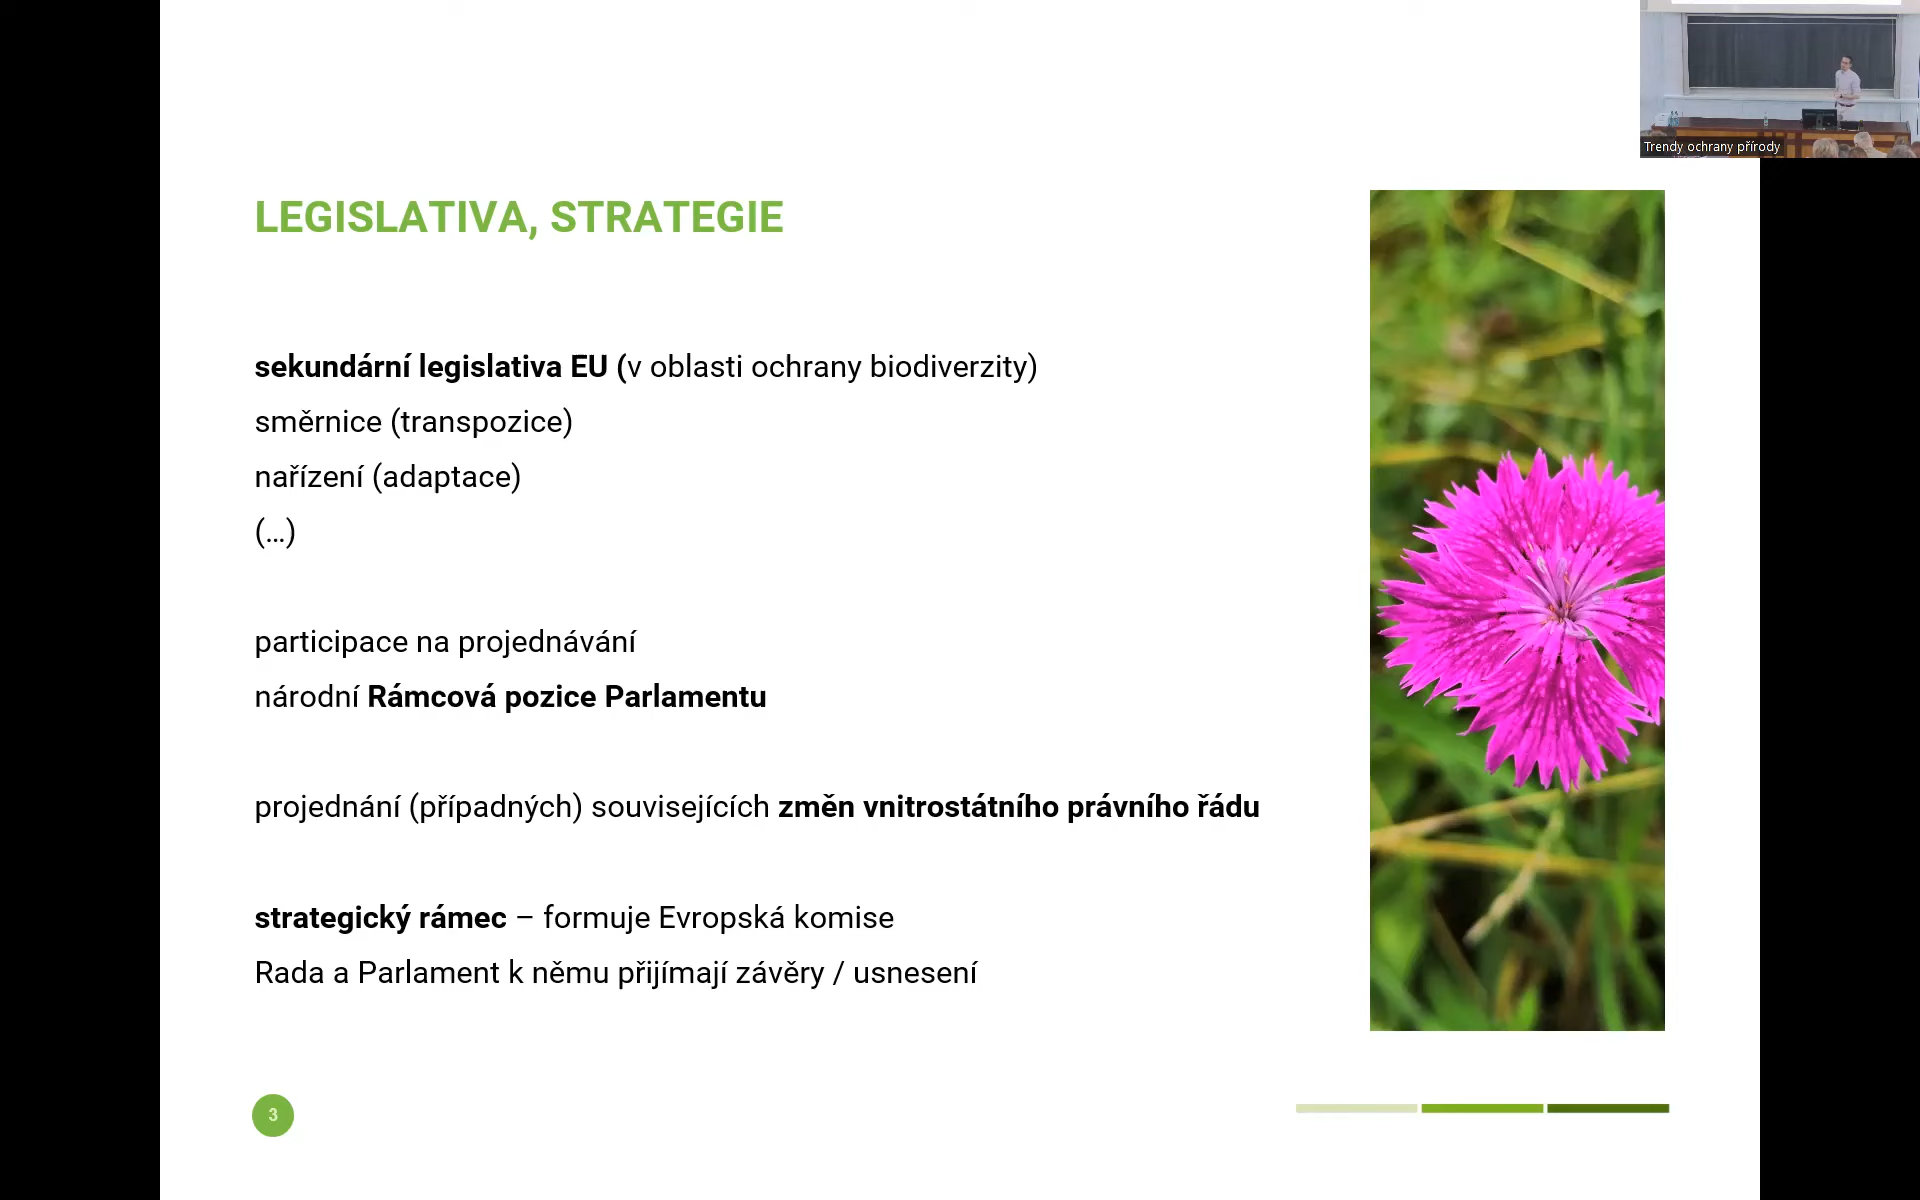 Trendy ochrany přírody
LEGISLATIVA, STRATEGIE
sekundární legislativa EU (v oblasti ochrany biodiverzity)
směrnice (transpozice)
nařízení (adaptace)
(...)
participace na projednávání
národní Rámcová pozice Parlamentu
projednání (případných) souvisejících změn vnitrostátního právního řádu
strategický rámec – formuje Evropská komise
Rada a Parlament k němu přijímají závěry / usnesení
3